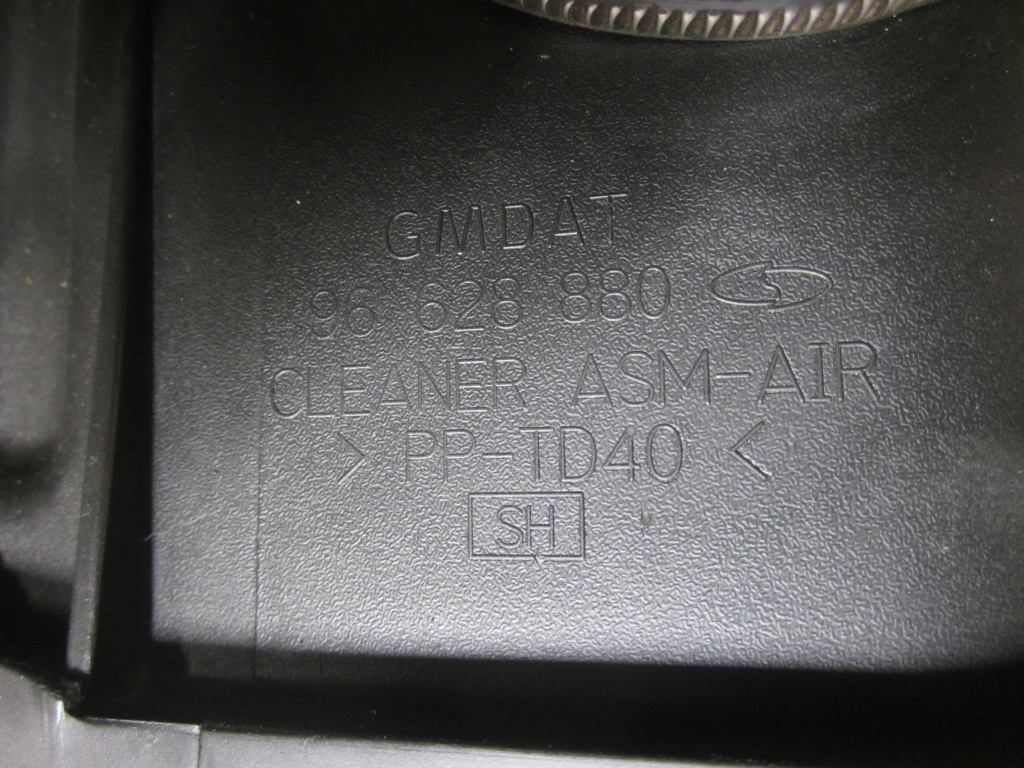 GMDAT
96 628 880
CLEANER ASM-AIR
> PP-TD40 <
SH